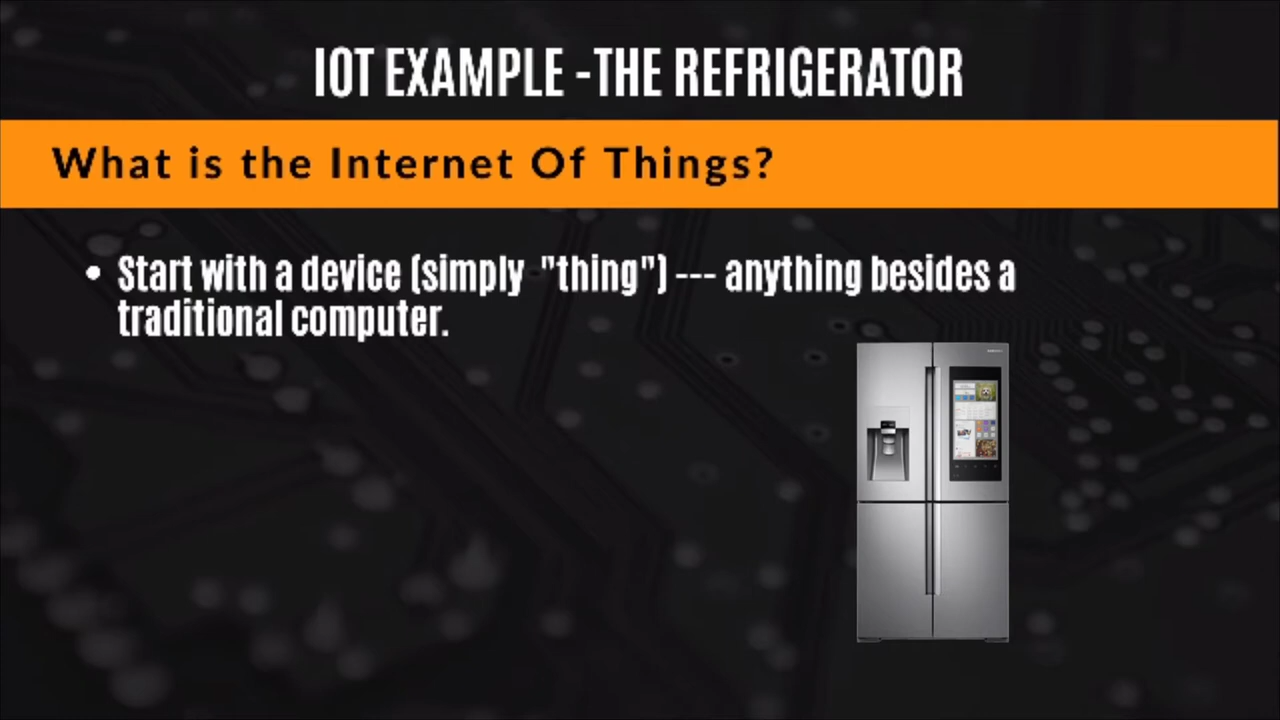 IOT EXAMPLE -THE REFRIGERATOR
What is the Internet Of Things?
• Start with a device (simply "thing") --- anything besides a
traditional computer.